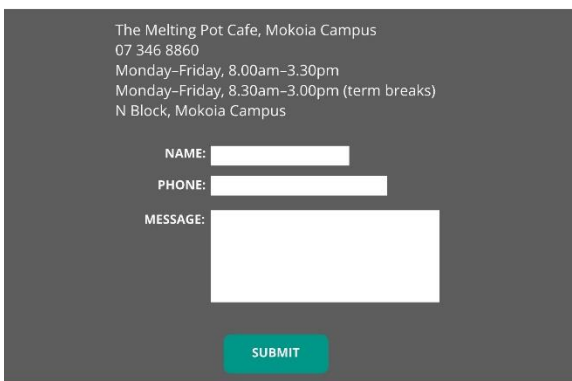 The Melting Pot Cafe, Mokoia Campus
07 346 8860
Monday–Friday, 8.00am–3.30pm
Monday–Friday, 8.30am–3.00pm (term breaks)
N Block, Mokoia Campus
NAME:
PHONE:
MESSAGE:
SUBMIT